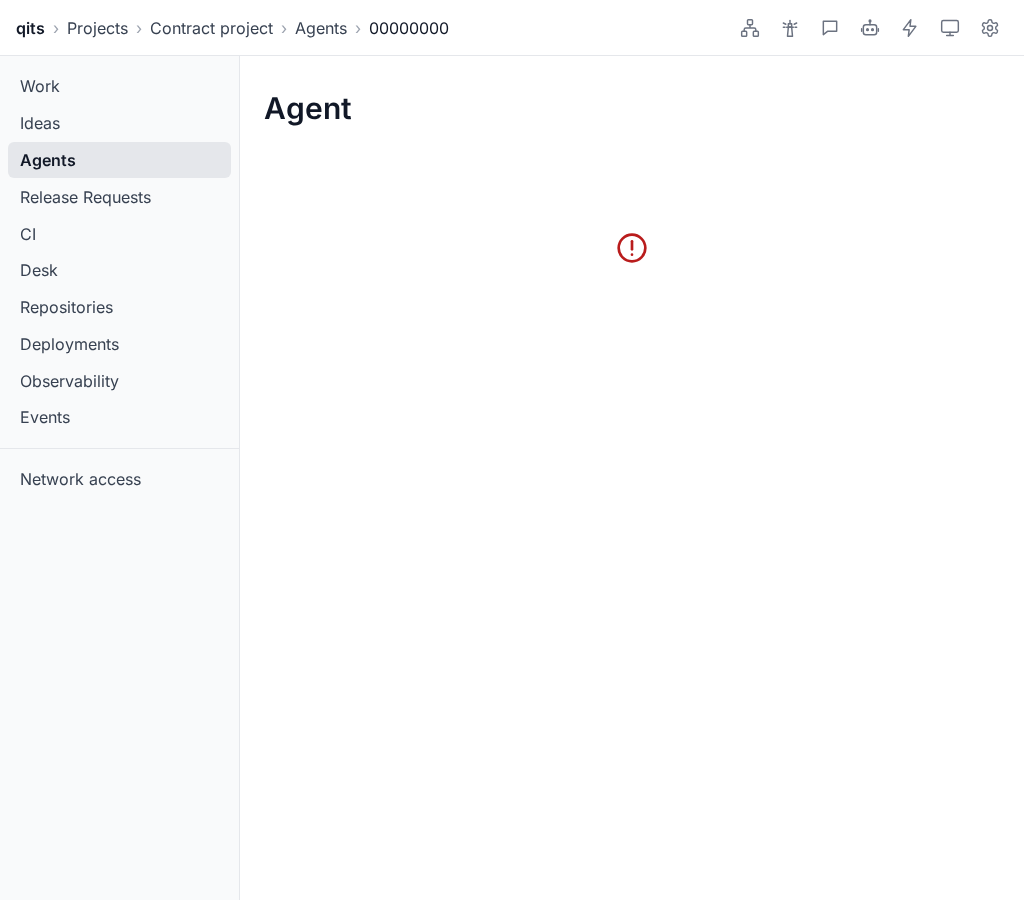 qits › Projects › Contract project › Agents › 00000000
Work
Ideas
Agents
Release Requests
CI
Desk
Repositories
Deployments
Observability
Events
Network access
Agent